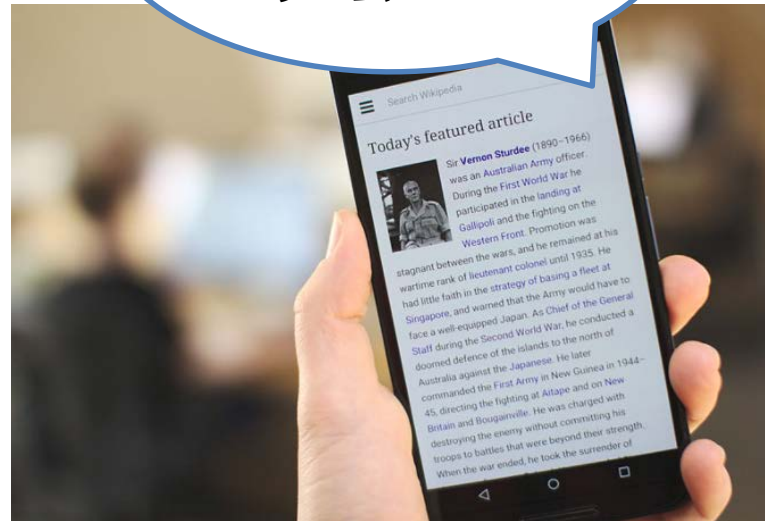 Search Wikipedia
Today's featured article
Sir Vernon Sturdee (1890–1966)
was an Australian Army officer.
During the First World War he
participated in the landing at
Gallipoli and the fighting on the
Western Front. Promotion was
stagnant between the wars, and he remained at his
wartime rank of lieutenant colonel until 1935. He
had little faith in the strategy of basing a fleet at
Singapore, and warned that the Army would have to
face a well-equipped Japan. As Chief of the General
Staff during the Second World War, he conducted a
doomed defence of the islands to the north of
Australia against the Japanese. He later
commanded the First Army in New Guinea in 1944–
45, directing the fighting at Aitape and on New
Britain and Bougainville. He was charged with
destroying the enemy without committing his
troops to battles that were beyond their strength.
When the war ended, he took the surrender of